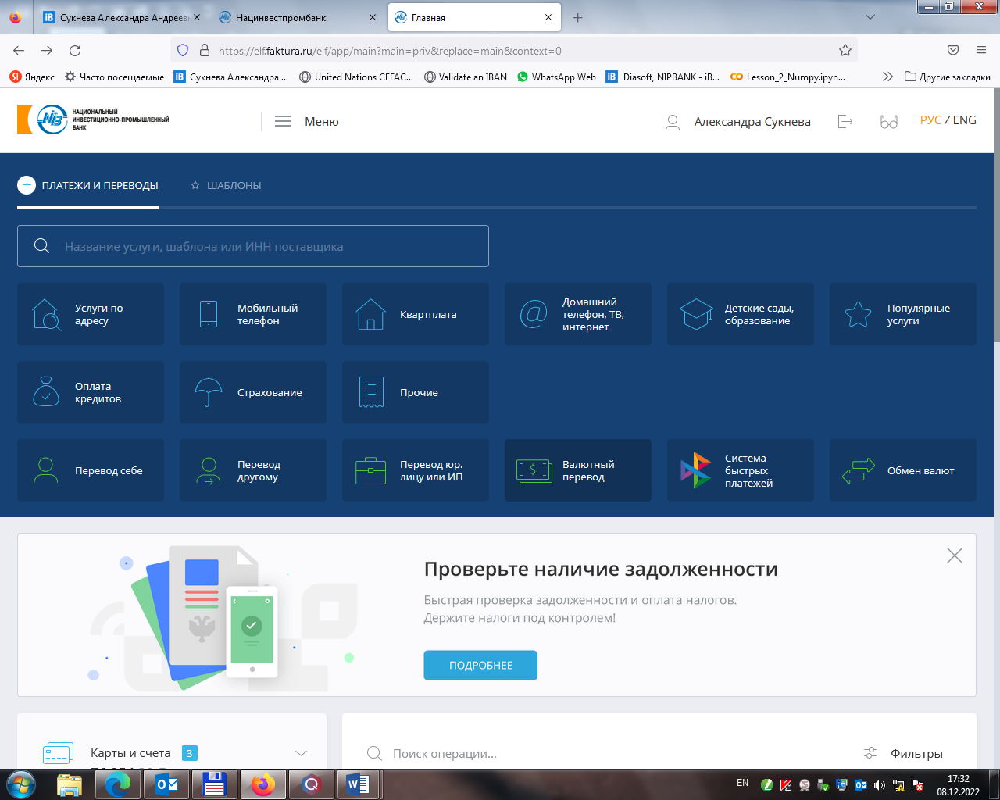 Сукнева Александра Андреевн
Нацинвестпромбанк
Главная
https://elf.faktura.ru/elf/app/main?main=priv&replace=main&context=0
Яндекс
Часто посещаемые
Сукнева Александра ...
United Nations CEFAC...
Validate an IBAN
WhatsApp Web
Diasoft, NIPBANK - iB...
Lesson_2_Numpy.ipyn...
Другие закладки
НАЦИОНАЛЬНЫЙ
ИНВЕСТИЦИОННО-ПРОМЫШЛЕННЫЙ
БАНК
Меню
Александра Сукнева
РУС / ENG
ПЛАТЕЖИ И ПЕРЕВОДЫ
ШАБЛОНЫ
Название услуги, шаблона или ИНН поставщика
Услуги по
адресу
Мобильный
телефон
Квартплата
Домашний
телефон, ТВ,
интернет
Детские сады,
образование
Популярные
услуги
Оплата
кредитов
Страхование
Прочие
Перевод себе
Перевод
другому
Перевод юр.
лицу или ИП
Валютный
перевод
Система
быстрых
платежей
Обмен валют
Проверьте наличие задолженности
Быстрая проверка задолженности и оплата налогов.
Держите налоги под контролем!
ПОДРОБНЕЕ
Карты и счета 3
Поиск операции...
Фильтры
EN
17:32
08.12.2022